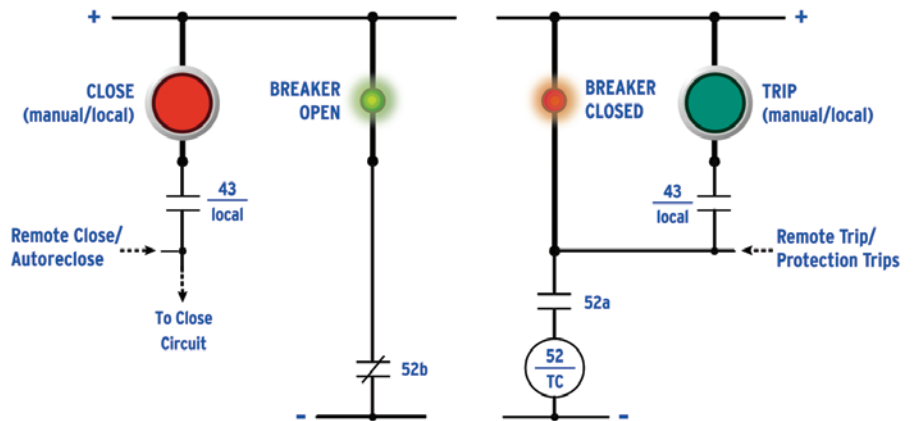 +
+
CLOSE
(manual/local)
BREAKER
OPEN
BREAKER
CLOSED
TRIP
(manual/local)
43
local
43
local
Remote Close/
Autoreclose
Remote Trip/
Protection Trips
To Close
Circuit
52a
52b
52
TC
-
-